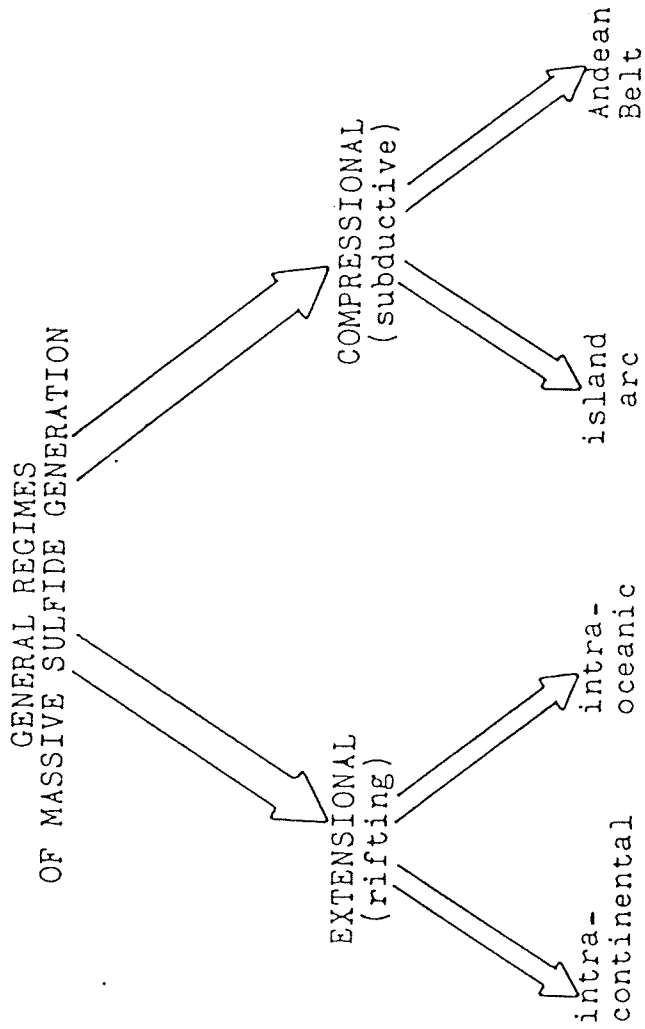 GENERAL REGIMES
OF MASSIVE SULFIDE GENERATION
EXTENSIONAL
(rifting)
COMPRESSIONAL
(subductive)
intra-
continental
intra-
oceanic
island
arc
Andean
Belt